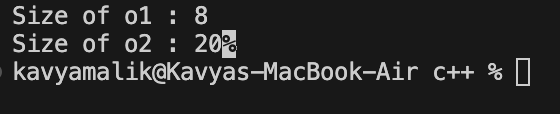 Size of o1 : 8
Size of o2 : 20%
kavyamalik@Kavyas-MacBook-Air c++ %